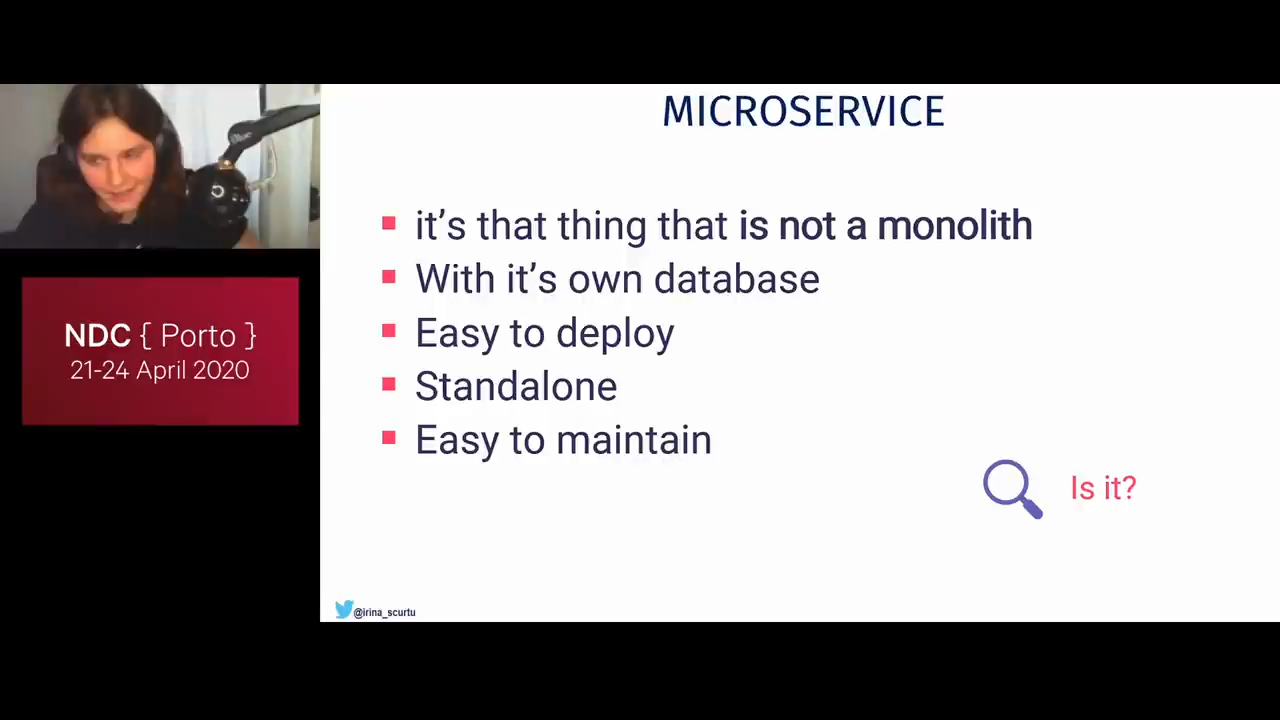 MICROSERVICE
it’s that thing that is not a monolith
With it’s own database
Easy to deploy
Standalone
Easy to maintain
Is it?
@irina_scurtu
NDC { Porto }
21-24 April 2020